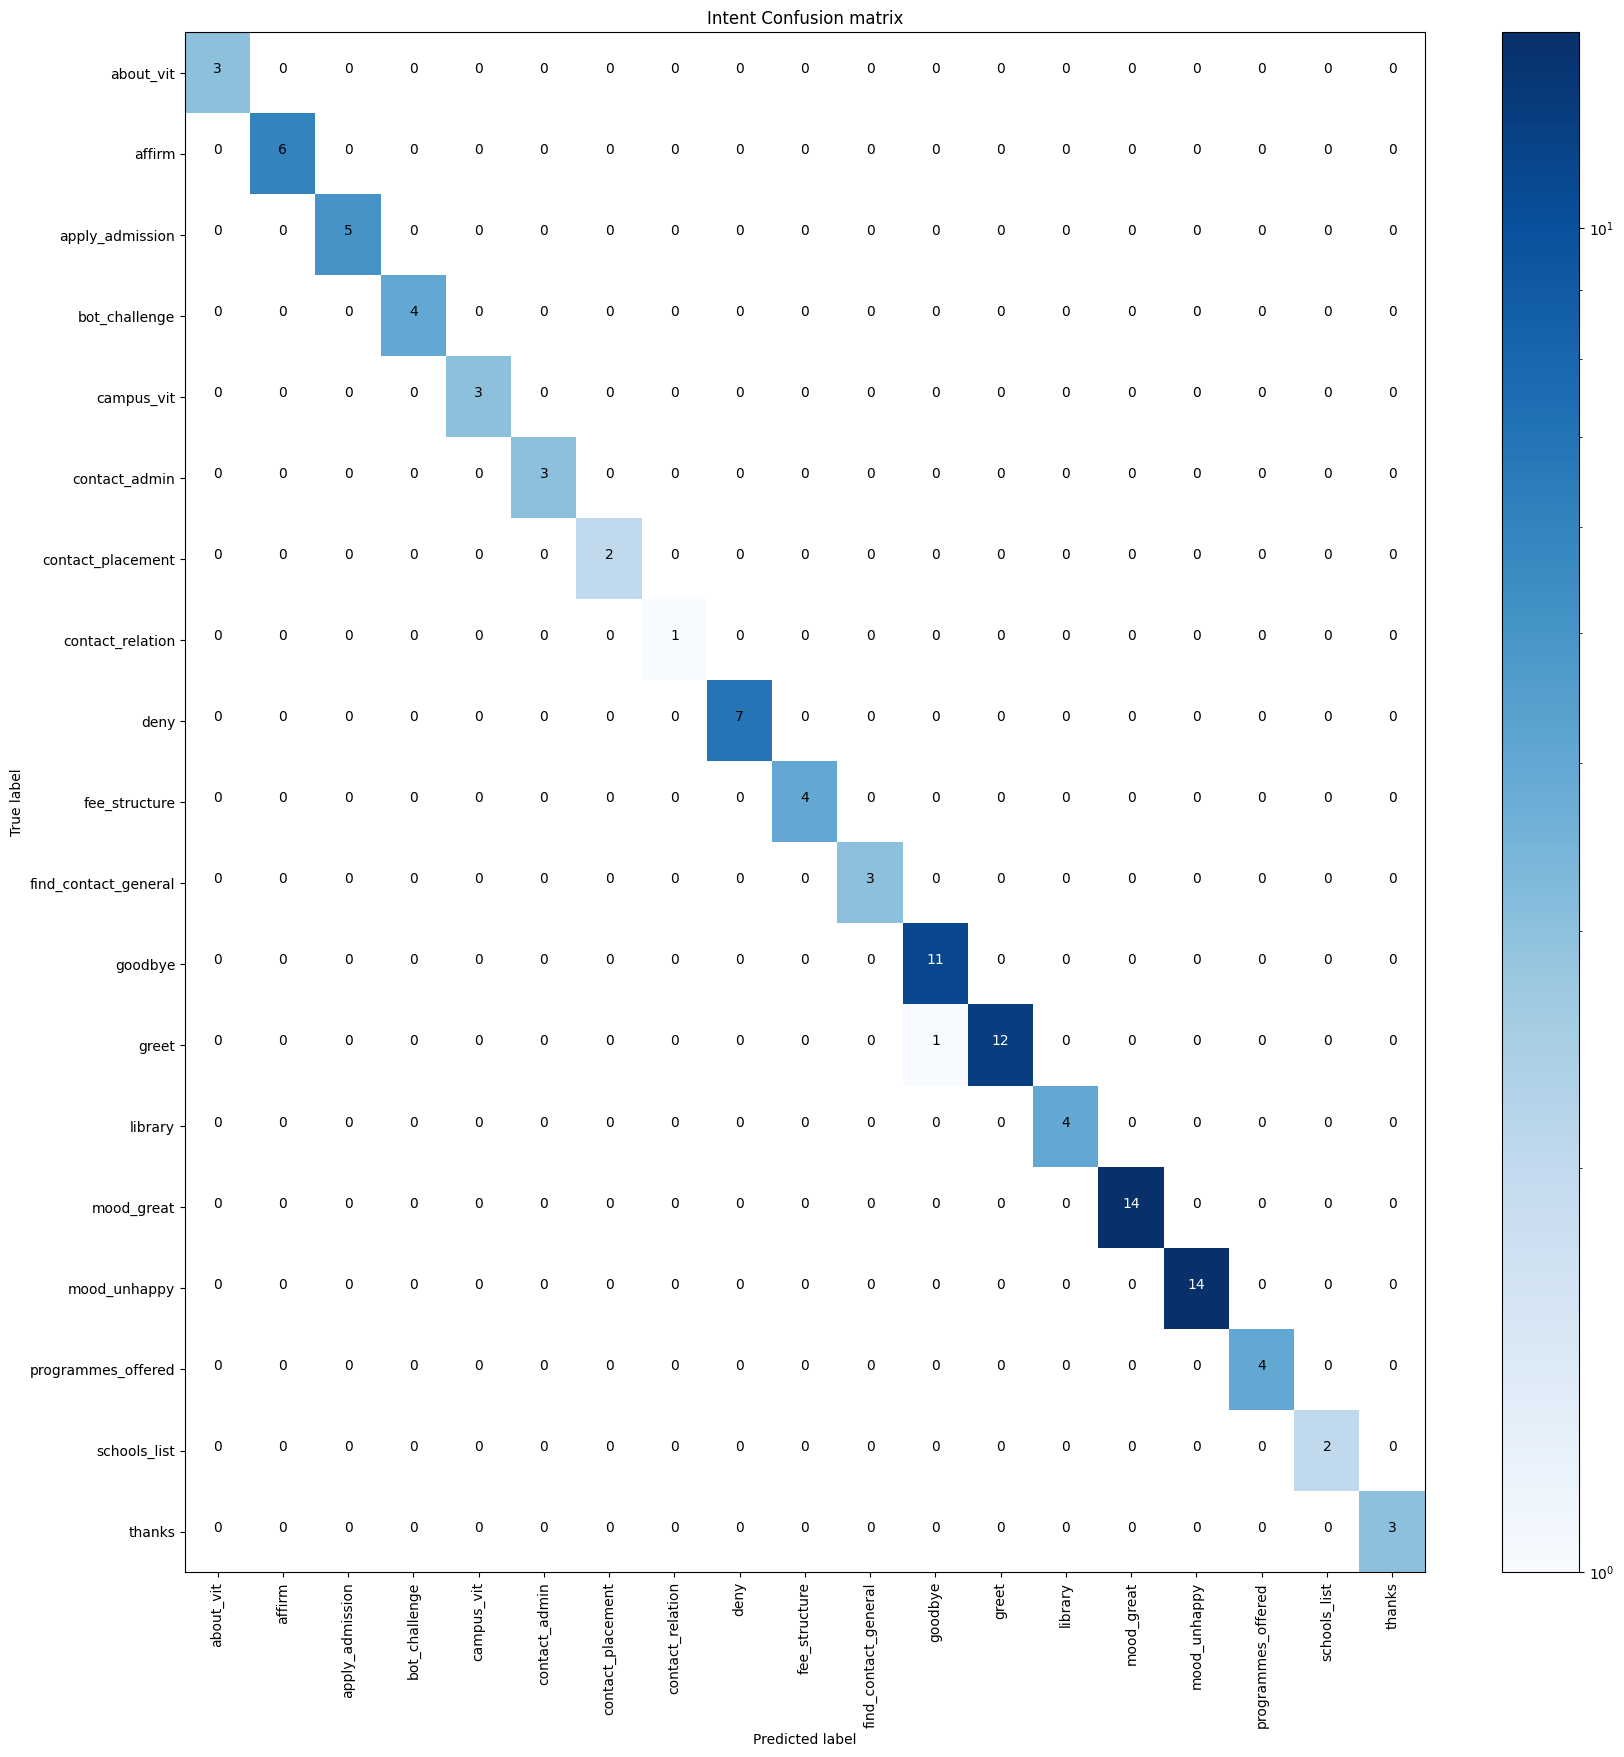 Intent Confusion matrix
about_vit 3 0 0 0 0 0 0 0 0 0 0 0 0 0 0 0 0 0 0
affirm 0 6 0 0 0 0 0 0 0 0 0 0 0 0 0 0 0 0 0
apply_admission 0 0 5 0 0 0 0 0 0 0 0 0 0 0 0 0 0 0 0
10¹
bot_challenge 0 0 0 4 0 0 0 0 0 0 0 0 0 0 0 0 0 0 0
campus_vit 0 0 0 0 3 0 0 0 0 0 0 0 0 0 0 0 0 0 0
contact_admin 0 0 0 0 0 3 0 0 0 0 0 0 0 0 0 0 0 0 0
contact_placement 0 0 0 0 0 0 2 0 0 0 0 0 0 0 0 0 0 0 0
contact_relation 0 0 0 0 0 0 0 1 0 0 0 0 0 0 0 0 0 0 0
deny 0 0 0 0 0 0 0 0 7 0 0 0 0 0 0 0 0 0 0
True label
fee_structure 0 0 0 0 0 0 0 0 0 4 0 0 0 0 0 0 0 0 0
find_contact_general 0 0 0 0 0 0 0 0 0 0 3 0 0 0 0 0 0 0 0
goodbye 0 0 0 0 0 0 0 0 0 0 0 11 0 0 0 0 0 0 0
greet 0 0 0 0 0 0 0 0 0 0 0 1 12 0 0 0 0 0 0
library 0 0 0 0 0 0 0 0 0 0 0 0 0 4 0 0 0 0 0
mood_great 0 0 0 0 0 0 0 0 0 0 0 0 0 0 14 0 0 0 0
mood_unhappy 0 0 0 0 0 0 0 0 0 0 0 0 0 0 0 14 0 0 0
programmes_offered 0 0 0 0 0 0 0 0 0 0 0 0 0 0 0 0 4 0 0
schools_list 0 0 0 0 0 0 0 0 0 0 0 0 0 0 0 0 0 2 0
thanks 0 0 0 0 0 0 0 0 0 0 0 0 0 0 0 0 0 0 3
10⁰
about_vit
affirm
apply_admission
bot_challenge
campus_vit
contact_admin
contact_placement
contact_relation
deny
fee_structure
find_contact_general
goodbye
greet
library
mood_great
mood_unhappy
programmes_offered
schools_list
thanks
Predicted label